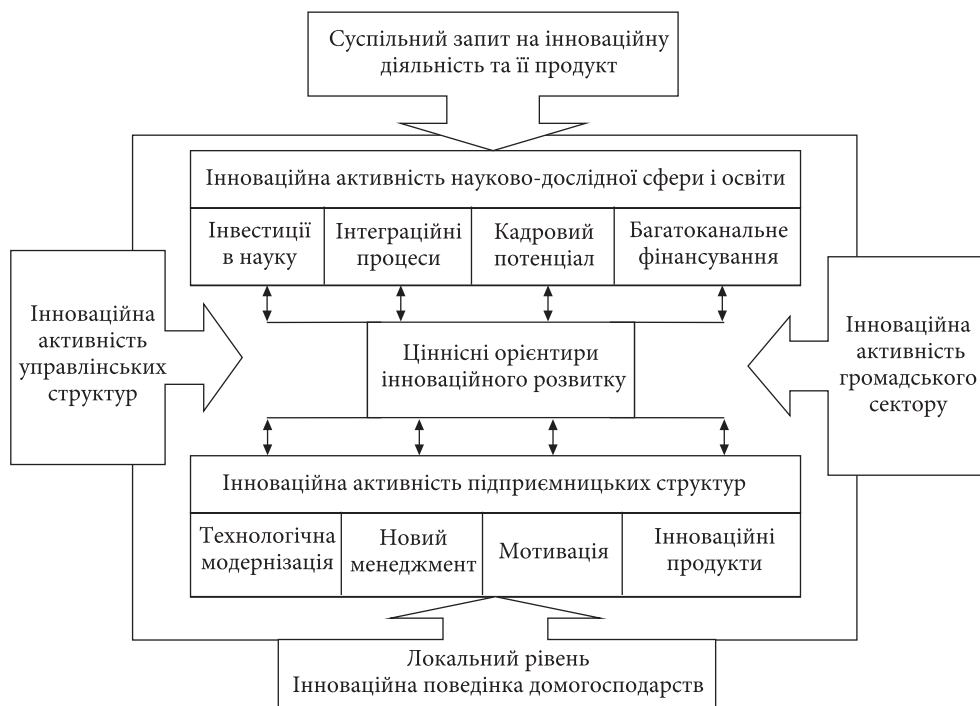 Суспільний запит на інноваційну
діяльність та її продукт
Інноваційна активність науково-дослідної сфери і освіти
Інвестиції
в науку
Інтеграційні
процеси
Кадровий
потенціал
Багатоканальне
фінансування
Інноваційна
активність
управлінських
структур
Ціннісні орієнтири
інноваційного розвитку
Інноваційна
активність
громадського
сектору
Інноваційна активність підприємницьких структур
Технологічна
модернізація
Новий
менеджмент
Мотивація
Інноваційні
продукти
Локальний рівень
Інноваційна поведінка домогосподарств